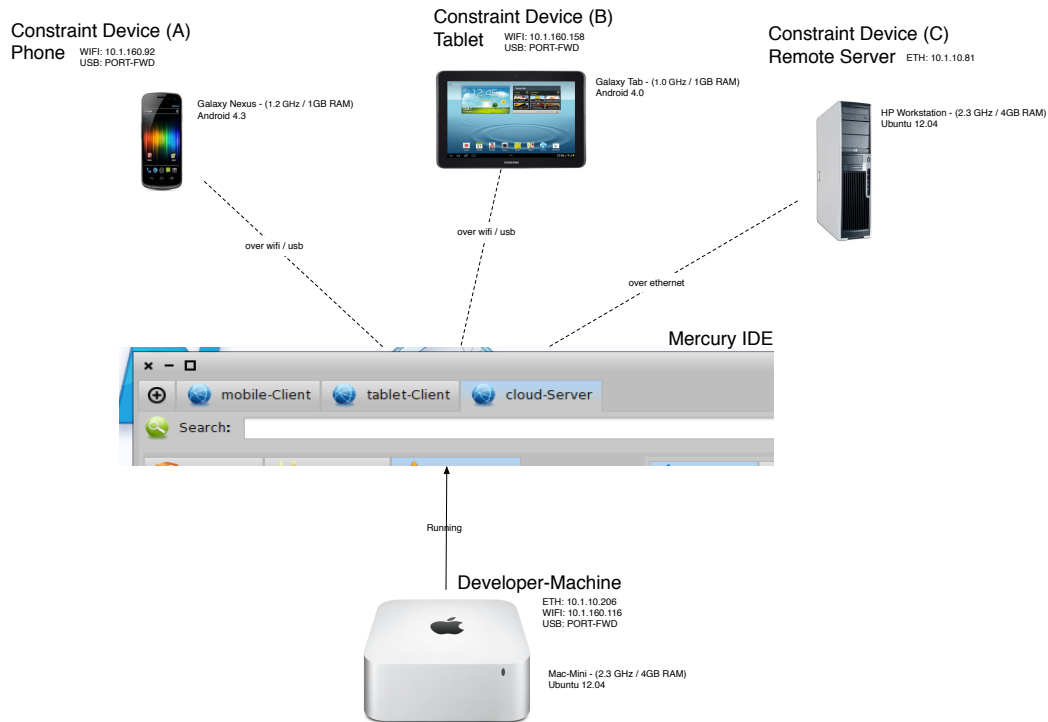 Constraint Device (A)
Phone
WIFI: 10.1.160.92
USB: PORT-FWD
Galaxy Nexus - (1.2 GHz / 1GB RAM)
Android 4.3
Constraint Device (B)
Tablet
WIFI: 10.1.160.158
USB: PORT-FWD
Galaxy Tab - (1.0 GHz / 1GB RAM)
Android 4.0
Constraint Device (C)
Remote Server
ETH: 10.1.10.81
HP Workstation - (2.3 GHz / 4GB RAM)
Ubuntu 12.04
over wifi / usb
over wifi / usb
over ethernet
Mercury IDE
mobile-Client
tablet-Client
cloud-Server
Search:
Running
Developer-Machine
ETH: 10.1.10.206
WIFI: 10.1.160.116
USB: PORT-FWD
Mac-Mini - (2.3 GHz / 4GB RAM)
Ubuntu 12.04